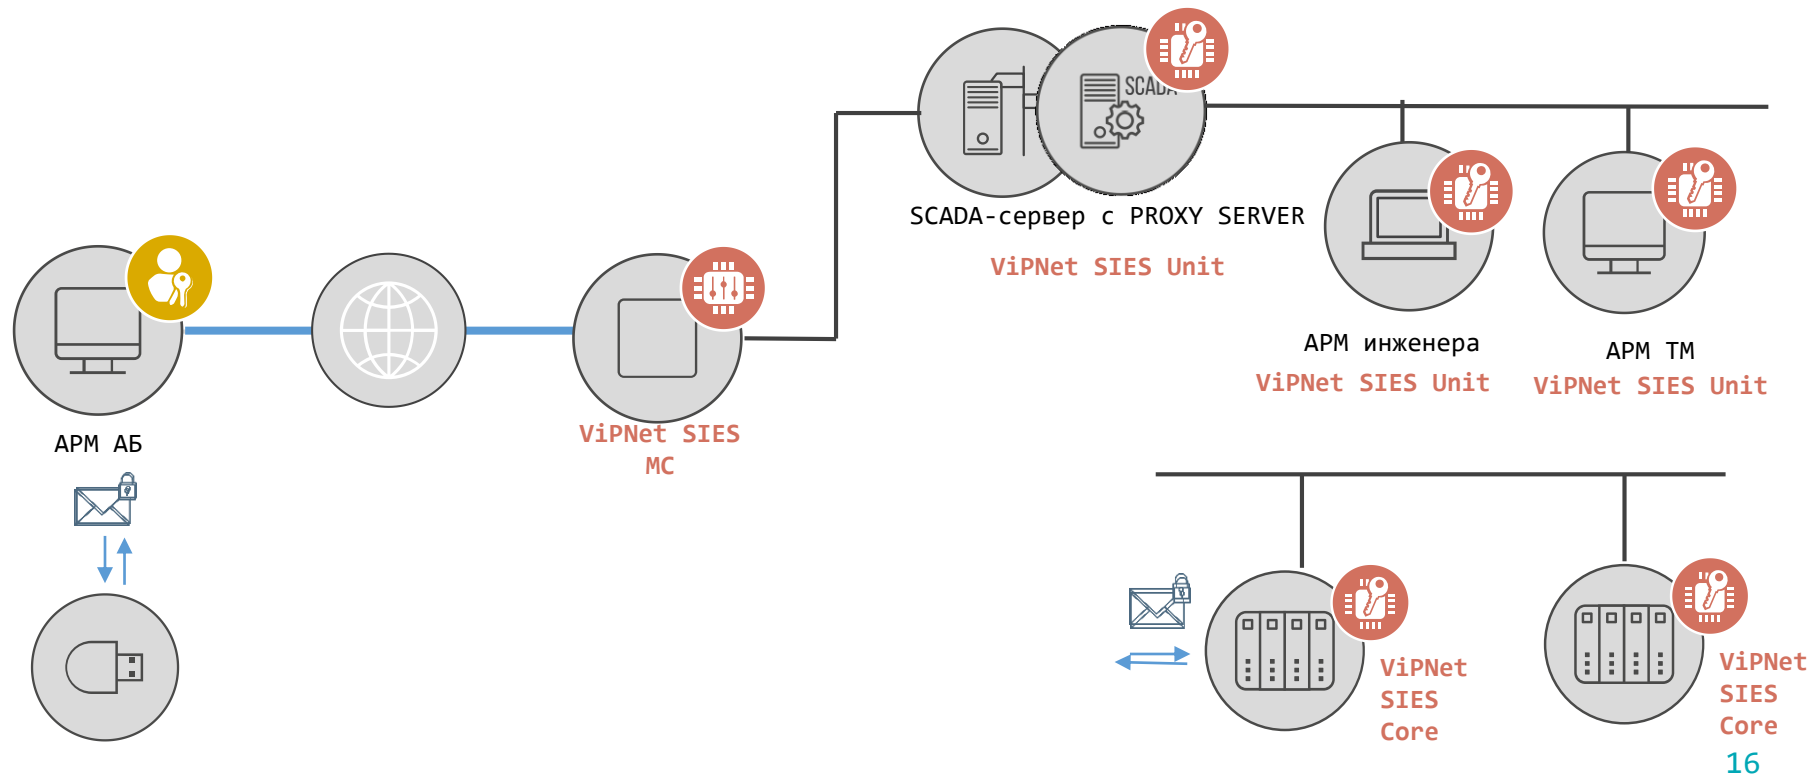 SCADA
SCADA-сервер с PROXY SERVER
ViPNet SIES Unit
АРМ инженера
ViPNet SIES Unit
АРМ ТМ
ViPNet SIES Unit
АРМ АБ
ViPNet SIES
MC
ViPNet
SIES
Core
ViPNet
SIES
Core
16